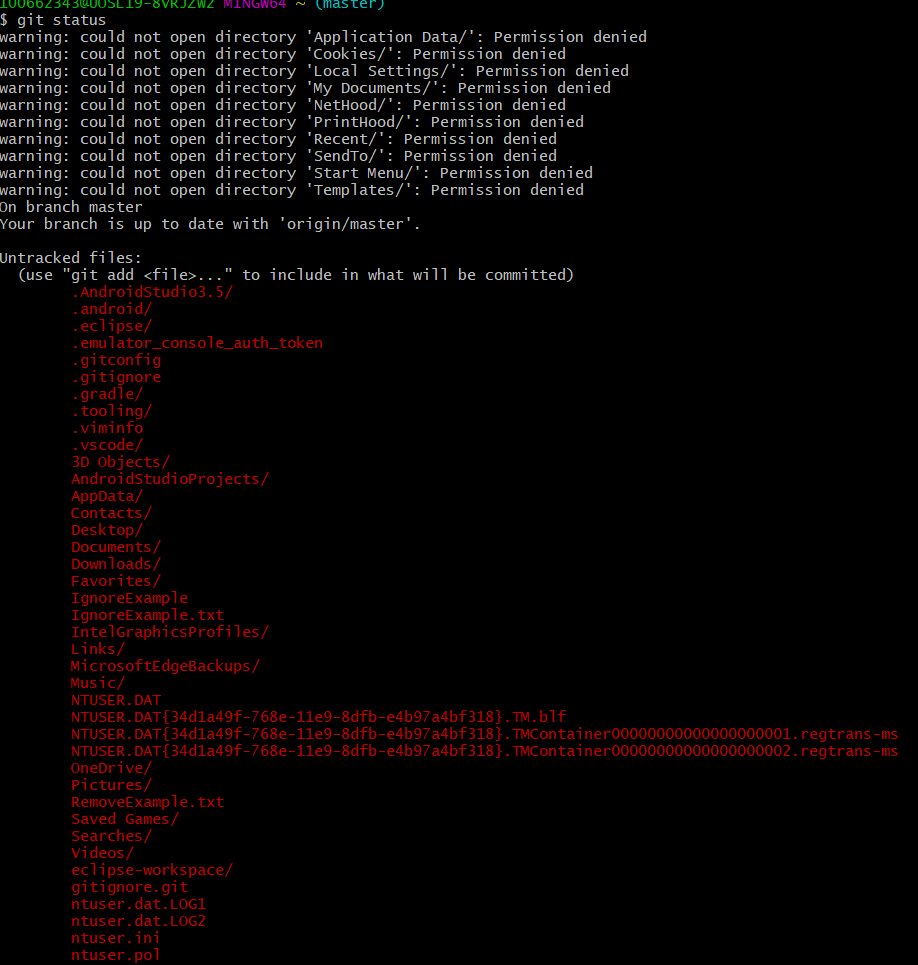 100662343@UOSL19-8VRJZW2 MINGW64 ~ (master)
$ git status
warning: could not open directory 'Application Data/': Permission denied
warning: could not open directory 'Cookies/': Permission denied
warning: could not open directory 'Local Settings/': Permission denied
warning: could not open directory 'My Documents/': Permission denied
warning: could not open directory 'NetHood/': Permission denied
warning: could not open directory 'PrintHood/': Permission denied
warning: could not open directory 'Recent/': Permission denied
warning: could not open directory 'SendTo/': Permission denied
warning: could not open directory 'Start Menu/': Permission denied
warning: could not open directory 'Templates/': Permission denied
On branch master
Your branch is up to date with 'origin/master'.
Untracked files:
(use "git add <file>..." to include in what will be committed)
.AndroidStudio3.5/
.android/
.eclipse/
.emulator_console_auth_token
.gitconfig
.gitignore
.gradle/
.tooling/
.viminfo
.vscode/
3D Objects/
AndroidStudioProjects/
AppData/
Contacts/
Desktop/
Documents/
Downloads/
Favorites/
IgnoreExample
IgnoreExample.txt
IntelGraphicsProfiles/
Links/
MicrosoftEdgeBackups/
Music/
NTUSER.DAT
NTUSER.DAT{34d1a49f-768e-11e9-8dfb-e4b97a4bf318}.TM.blf
NTUSER.DAT{34d1a49f-768e-11e9-8dfb-e4b97a4bf318}.TMContainer00000000000000000001.regtrans-ms
NTUSER.DAT{34d1a49f-768e-11e9-8dfb-e4b97a4bf318}.TMContainer00000000000000000002.regtrans-ms
OneDrive/
Pictures/
RemoveExample.txt
Saved Games/
Searches/
Videos/
eclipse-workspace/
gitignore.git
ntuser.dat.LOG1
ntuser.dat.LOG2
ntuser.ini
ntuser.pol